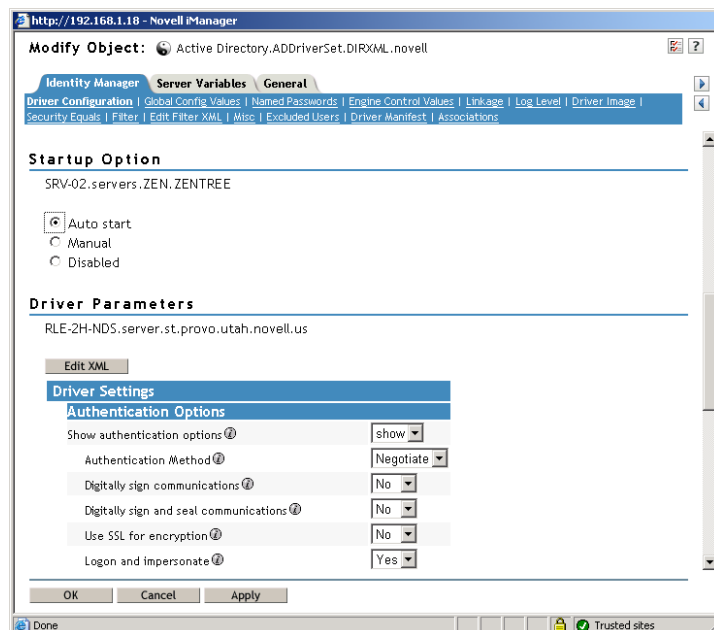 http://192.168.1.18 - Novell iManager
Modify Object: Active Directory.ADDriverSet.DIRXML.novell
?
Identity Manager Server Variables General
Driver Configuration | Global Config Values | Named Passwords | Engine Control Values | Linkage | Log Level | Driver Image |
Security Equals | Filter | Edit Filter XML | Misc | Excluded Users | Driver Manifest | Associations
Startup Option
SRV-02.servers.ZEN.ZENTREE
Auto start
Manual
Disabled
Driver Parameters
RLE-2H-NDS.server.st.provo.utah.novell.us
Edit XML
Driver Settings
Authentication Options
Show authentication options show
Authentication Method Negotiate
Digitally sign communications No
Digitally sign and seal communications No
Use SSL for encryption No
Logon and impersonate Yes
OK Cancel Apply
Done Trusted sites